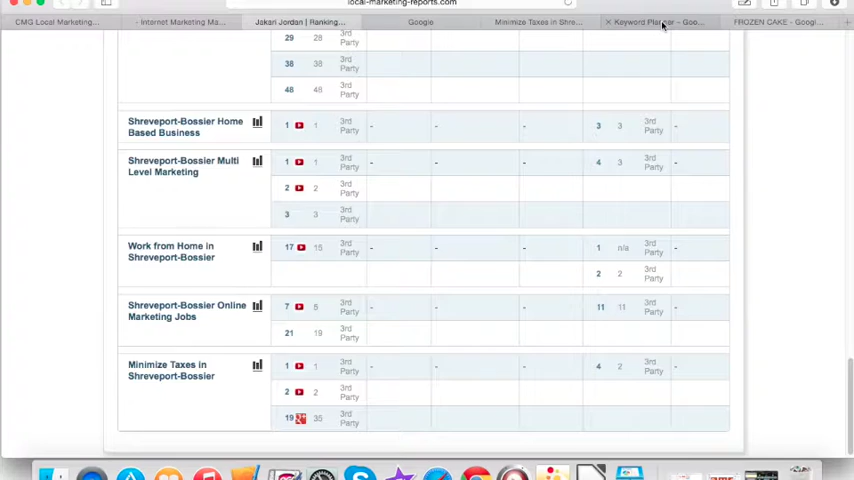 local-marketing-reports.com
CMG Local Marketing...
- Internet Marketing Ma...
Jakari Jordan | Ranking...
Google
Minimize Taxes in Shre...
× Keyword Planner – Goo...
FROZEN CAKE - Googl...
+
29 28 3rd Party
38 38 3rd Party
48 48 3rd Party
Shreveport-Bossier Home Based Business 1 1 3rd Party - - - 3 3 3rd Party -
Shreveport-Bossier Multi Level Marketing 1 1 3rd Party - - - 4 3 3rd Party -
2 2 3rd Party
3 3 3rd Party
Work from Home in Shreveport-Bossier 17 15 3rd Party - - - 1 n/a 3rd Party -
2 2 3rd Party
Shreveport-Bossier Online Marketing Jobs 7 5 3rd Party - - - 11 11 3rd Party -
21 19 3rd Party
Minimize Taxes in Shreveport-Bossier 1 1 3rd Party - - - 4 2 3rd Party -
2 2 3rd Party
19 35 3rd Party